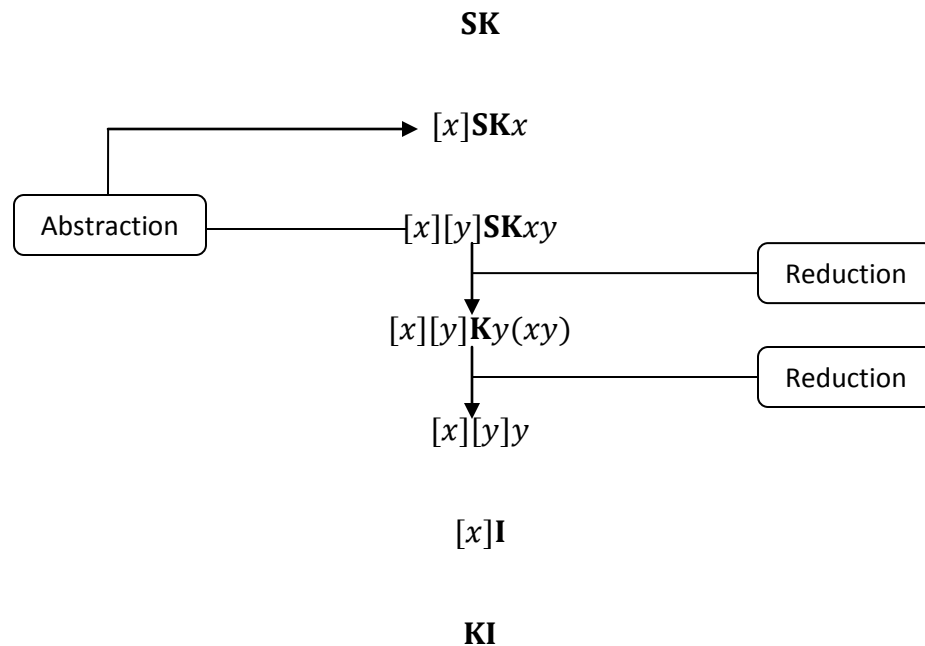 SK
[x]SKx
Abstraction
[x][y]SKxy
Reduction
[x][y]Ky(xy)
Reduction
[x][y]y
[x]I
KI